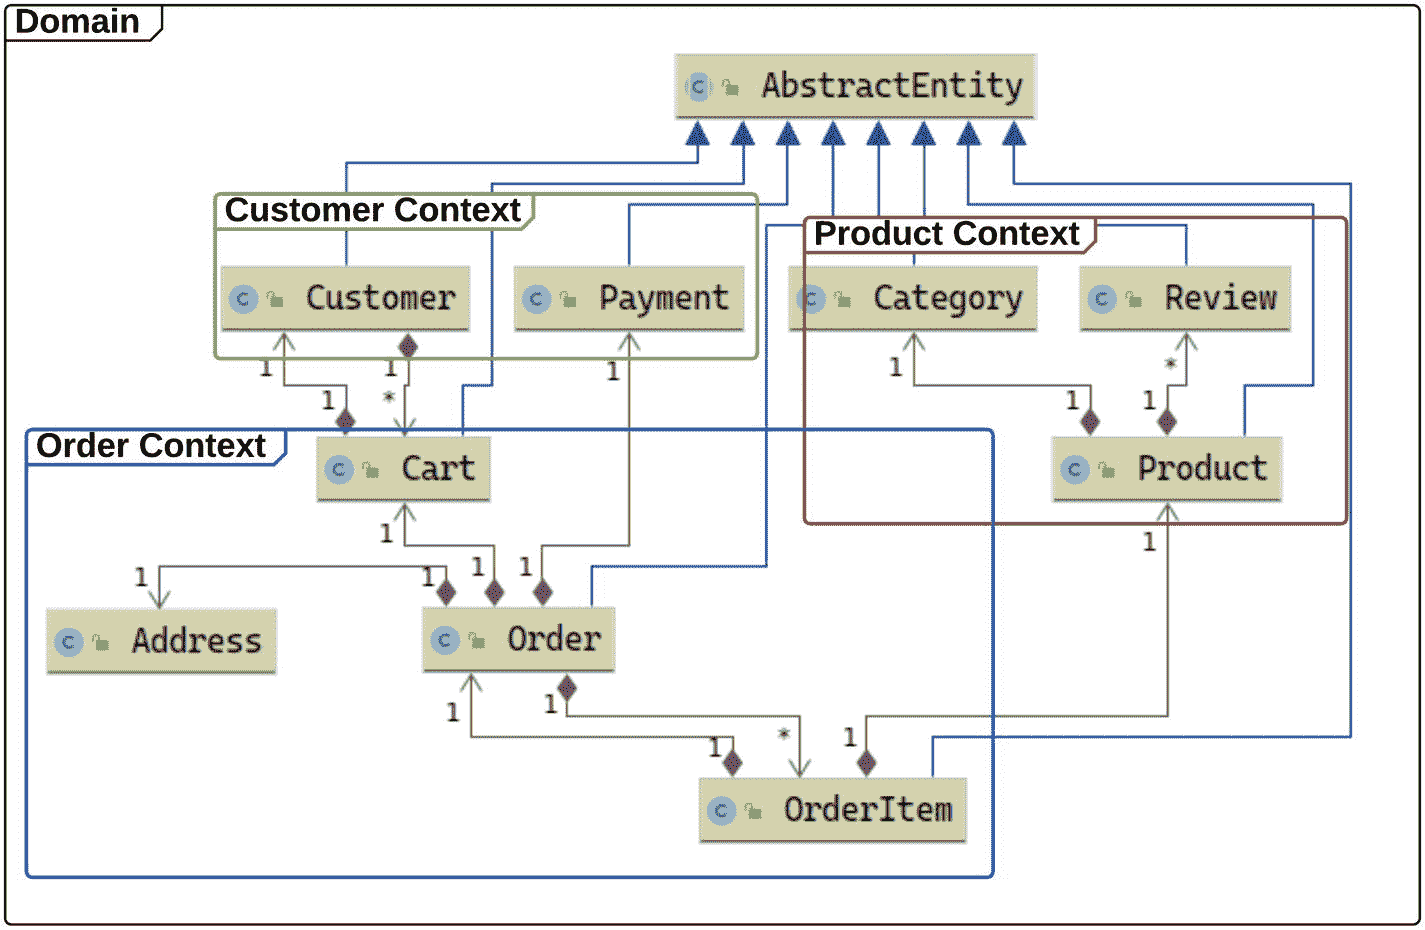 Domain
C AbstractEntity
Customer Context
Product Context
C Customer
C Payment
C Category
C Review
1
1
1
1
*
1
*
1
1
Order Context
C Cart
C Product
1
1
1
1
1
1
C Address
C Order
1
1
1
*
1
C OrderItem